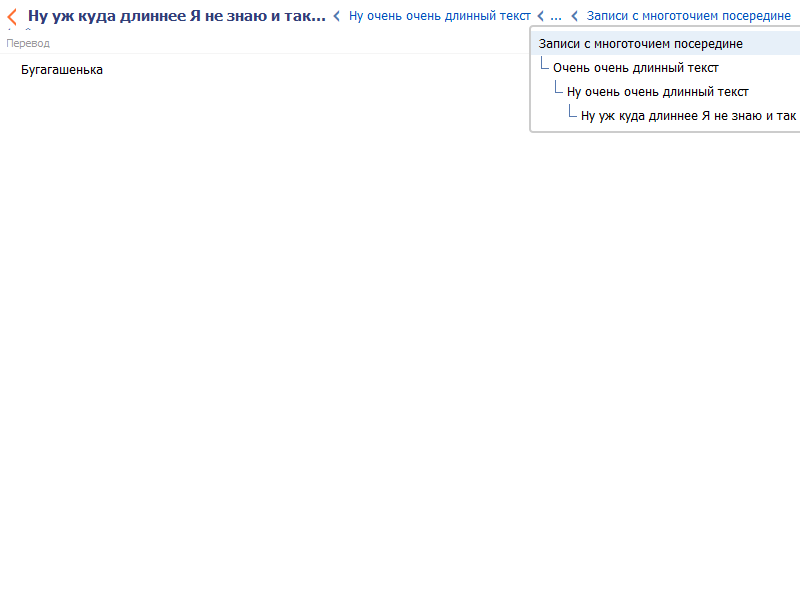 Ну уж куда длиннее Я не знаю и так... Ну очень очень длинный текст ... Записи с многоточием посередине
Перевод
Бугагашенька
Записи с многоточием посередине
Очень очень длинный текст
Ну очень очень длинный текст
Ну уж куда длиннее Я не знаю и так